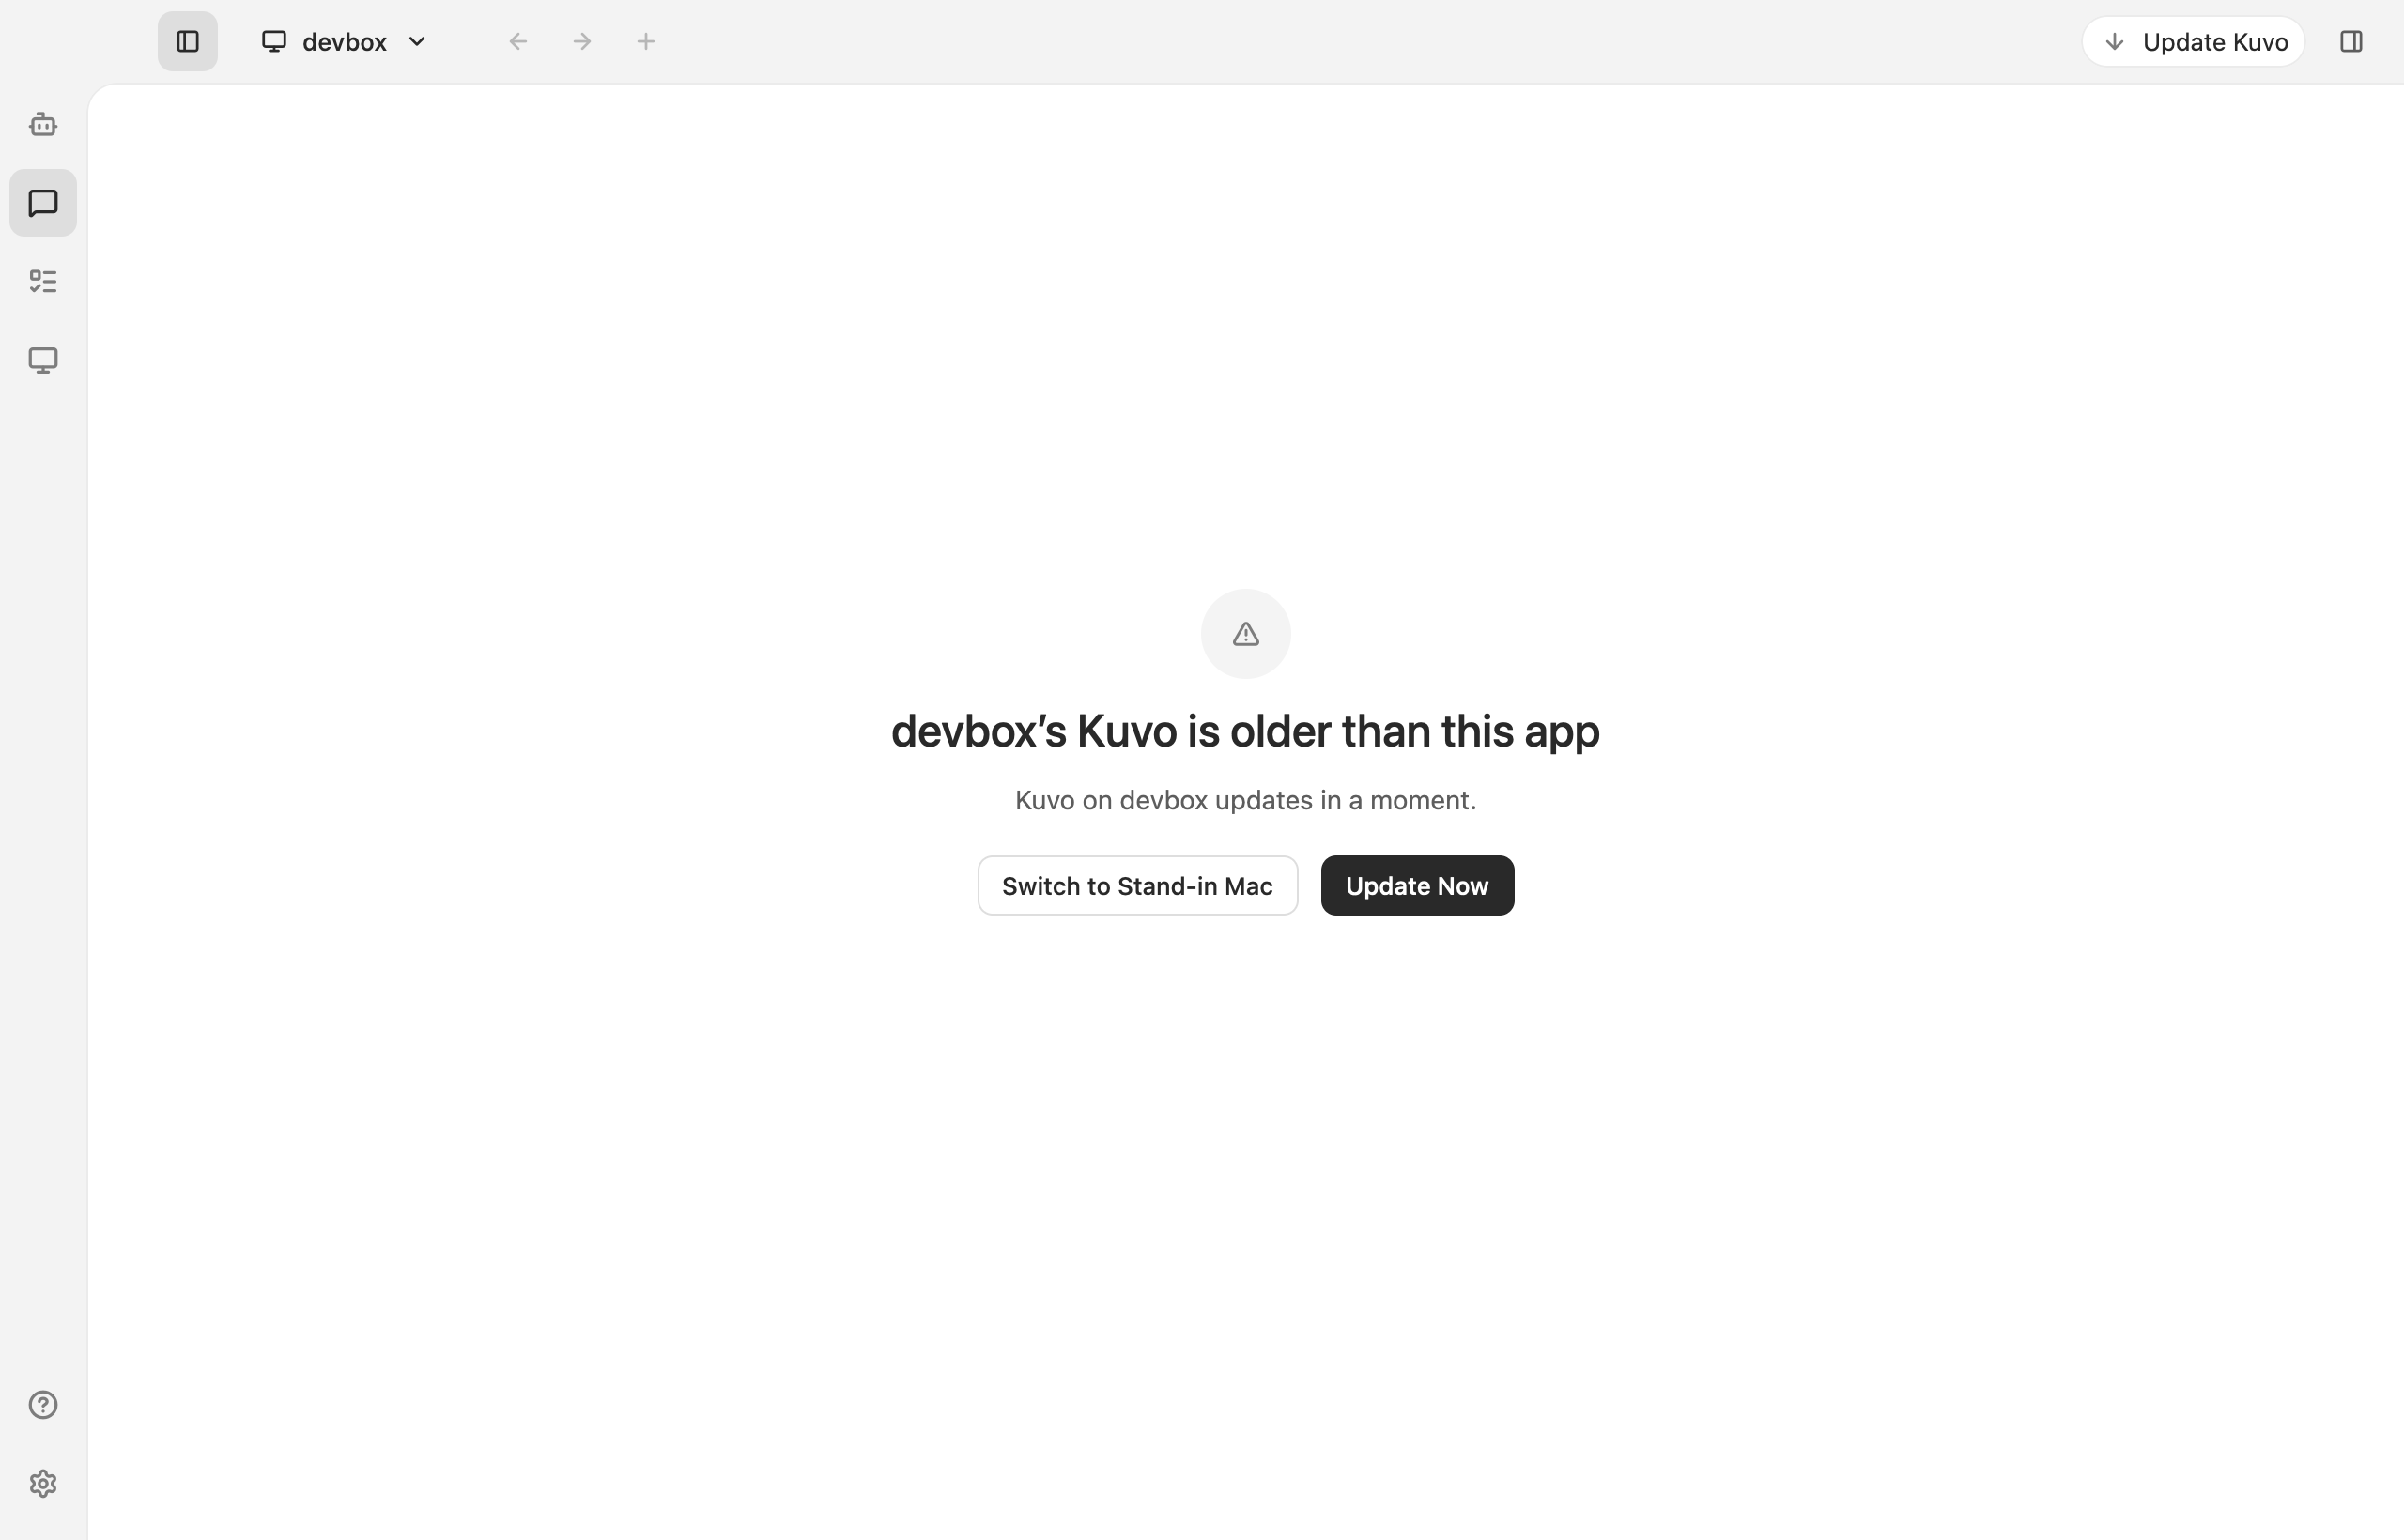 devbox
Update Kuvo
devbox’s Kuvo is older than this app
Kuvo on devbox updates in a moment.
Switch to Stand-in Mac
Update Now